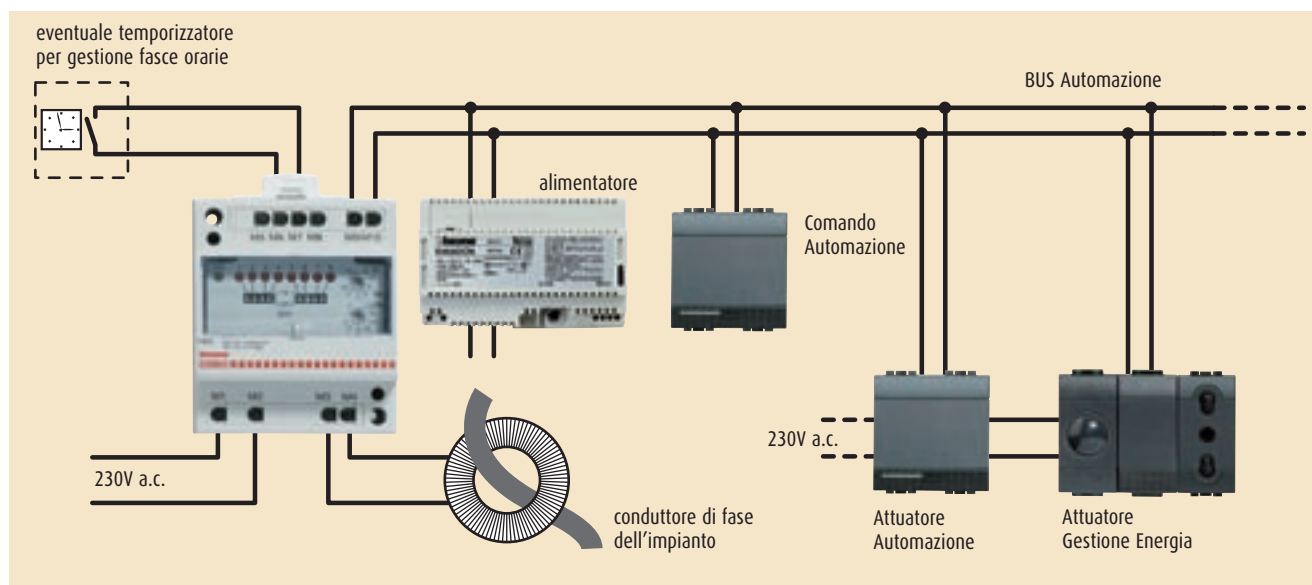 eventuale temporizzatore
per gestione fasce orarie
BUS Automazione
alimentatore
Comando
Automazione
230V a.c.
230V a.c.
conduttore di fase
dell'impianto
Attuatore
Automazione
Attuatore
Gestione Energia